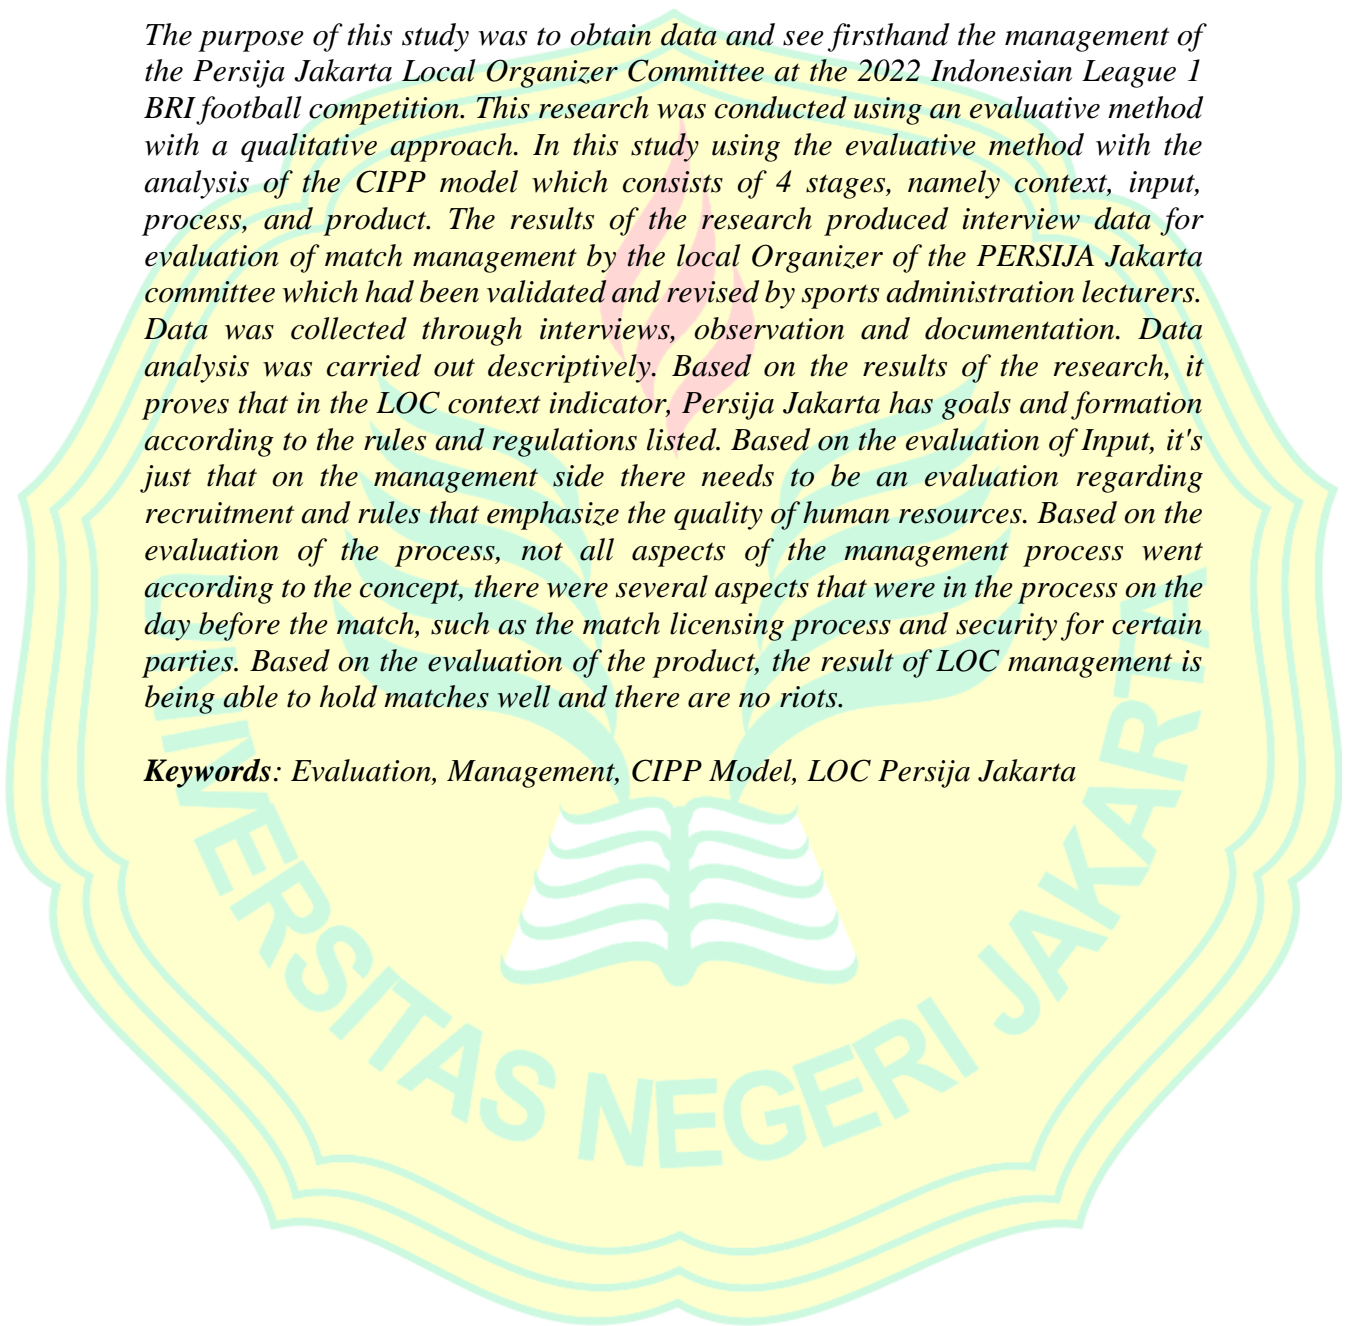 The purpose of this study was to obtain data and see firsthand the management of
the Persija Jakarta Local Organizer Committee at the 2022 Indonesian League 1
BRI football competition. This research was conducted using an evaluative method
with a qualitative approach. In this study using the evaluative method with the
analysis of the CIPP model which consists of 4 stages, namely context, input,
process, and product. The results of the research produced interview data for
evaluation of match management by the local Organizer of the PERSIJA Jakarta
committee which had been validated and revised by sports administration lecturers.
Data was collected through interviews, observation and documentation. Data
analysis was carried out descriptively. Based on the results of the research, it
proves that in the LOC context indicator, Persija Jakarta has goals and formation
according to the rules and regulations listed. Based on the evaluation of Input, it's
just that on the management side there needs to be an evaluation regarding
recruitment and rules that emphasize the quality of human resources. Based on the
evaluation of the process, not all aspects of the management process went
according to the concept, there were several aspects that were in the process on the
day before the match, such as the match licensing process and security for certain
parties. Based on the evaluation of the product, the result of LOC management is
being able to hold matches well and there are no riots.
Keywords: Evaluation, Management, CIPP Model, LOC Persija Jakarta
UNIVERSITAS NEGERI JAKARTA